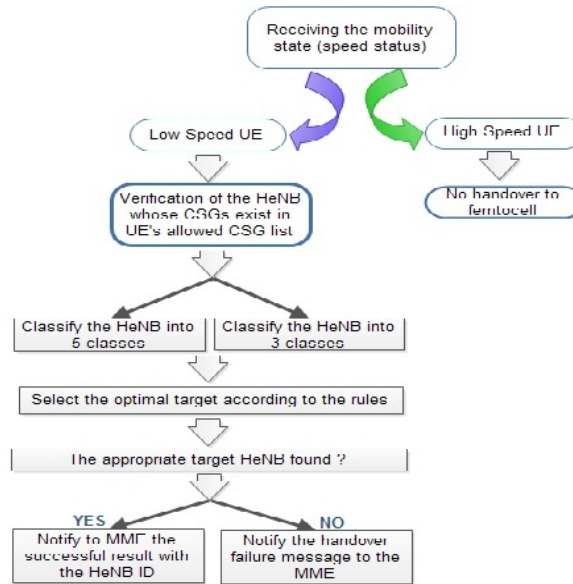 Receiving the mobility
state (speed status)
Low Speed UE
High Speed UE
Verification of the HeNB
whose CSGs exist in
UE's allowed CSG list
No handover to
femtocell
Classify the HeNB into
5 classes
Classify the HeNB into
3 classes
Select the optimal target according to the rules
The appropriate target HeNB found ?
YES
NO
Notify to MME the
successful result with
the HeNB ID
Notify the handover
failure message to the
MME